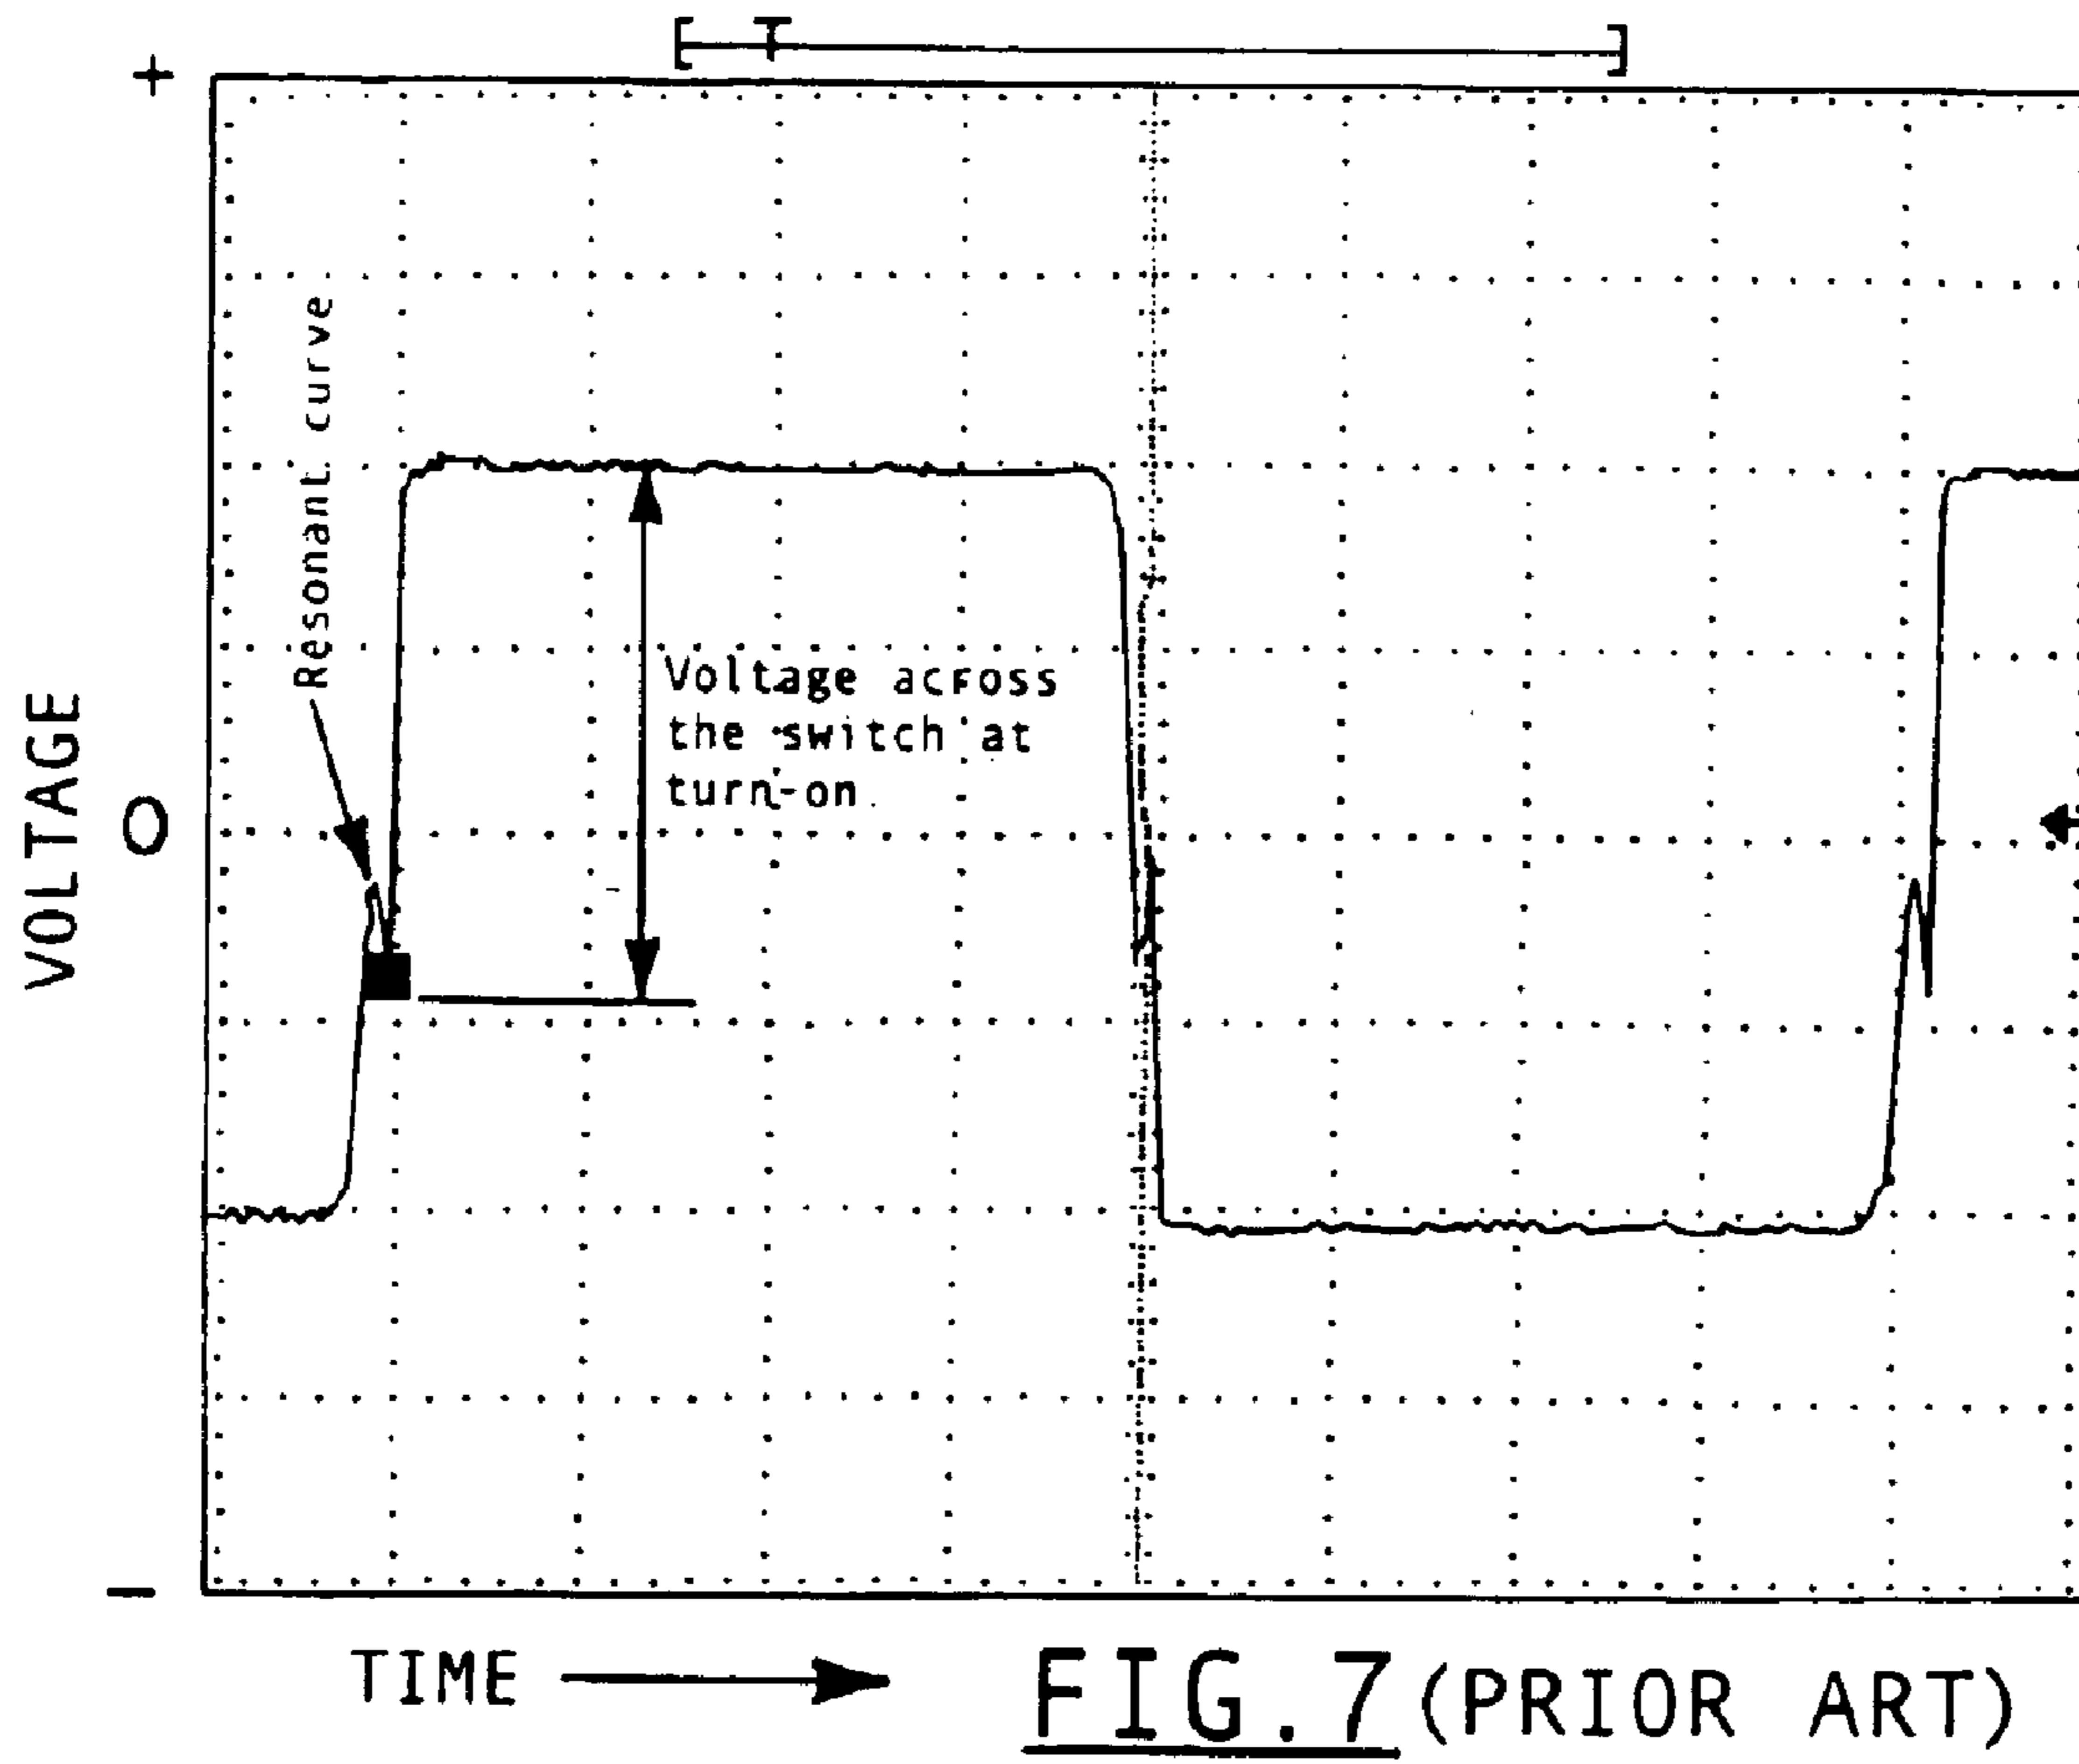 +
Resonant curve
Voltage across
the switch at
turn-on
VOLTAGE
O
−
TIME
FIG.7 (PRIOR ART)